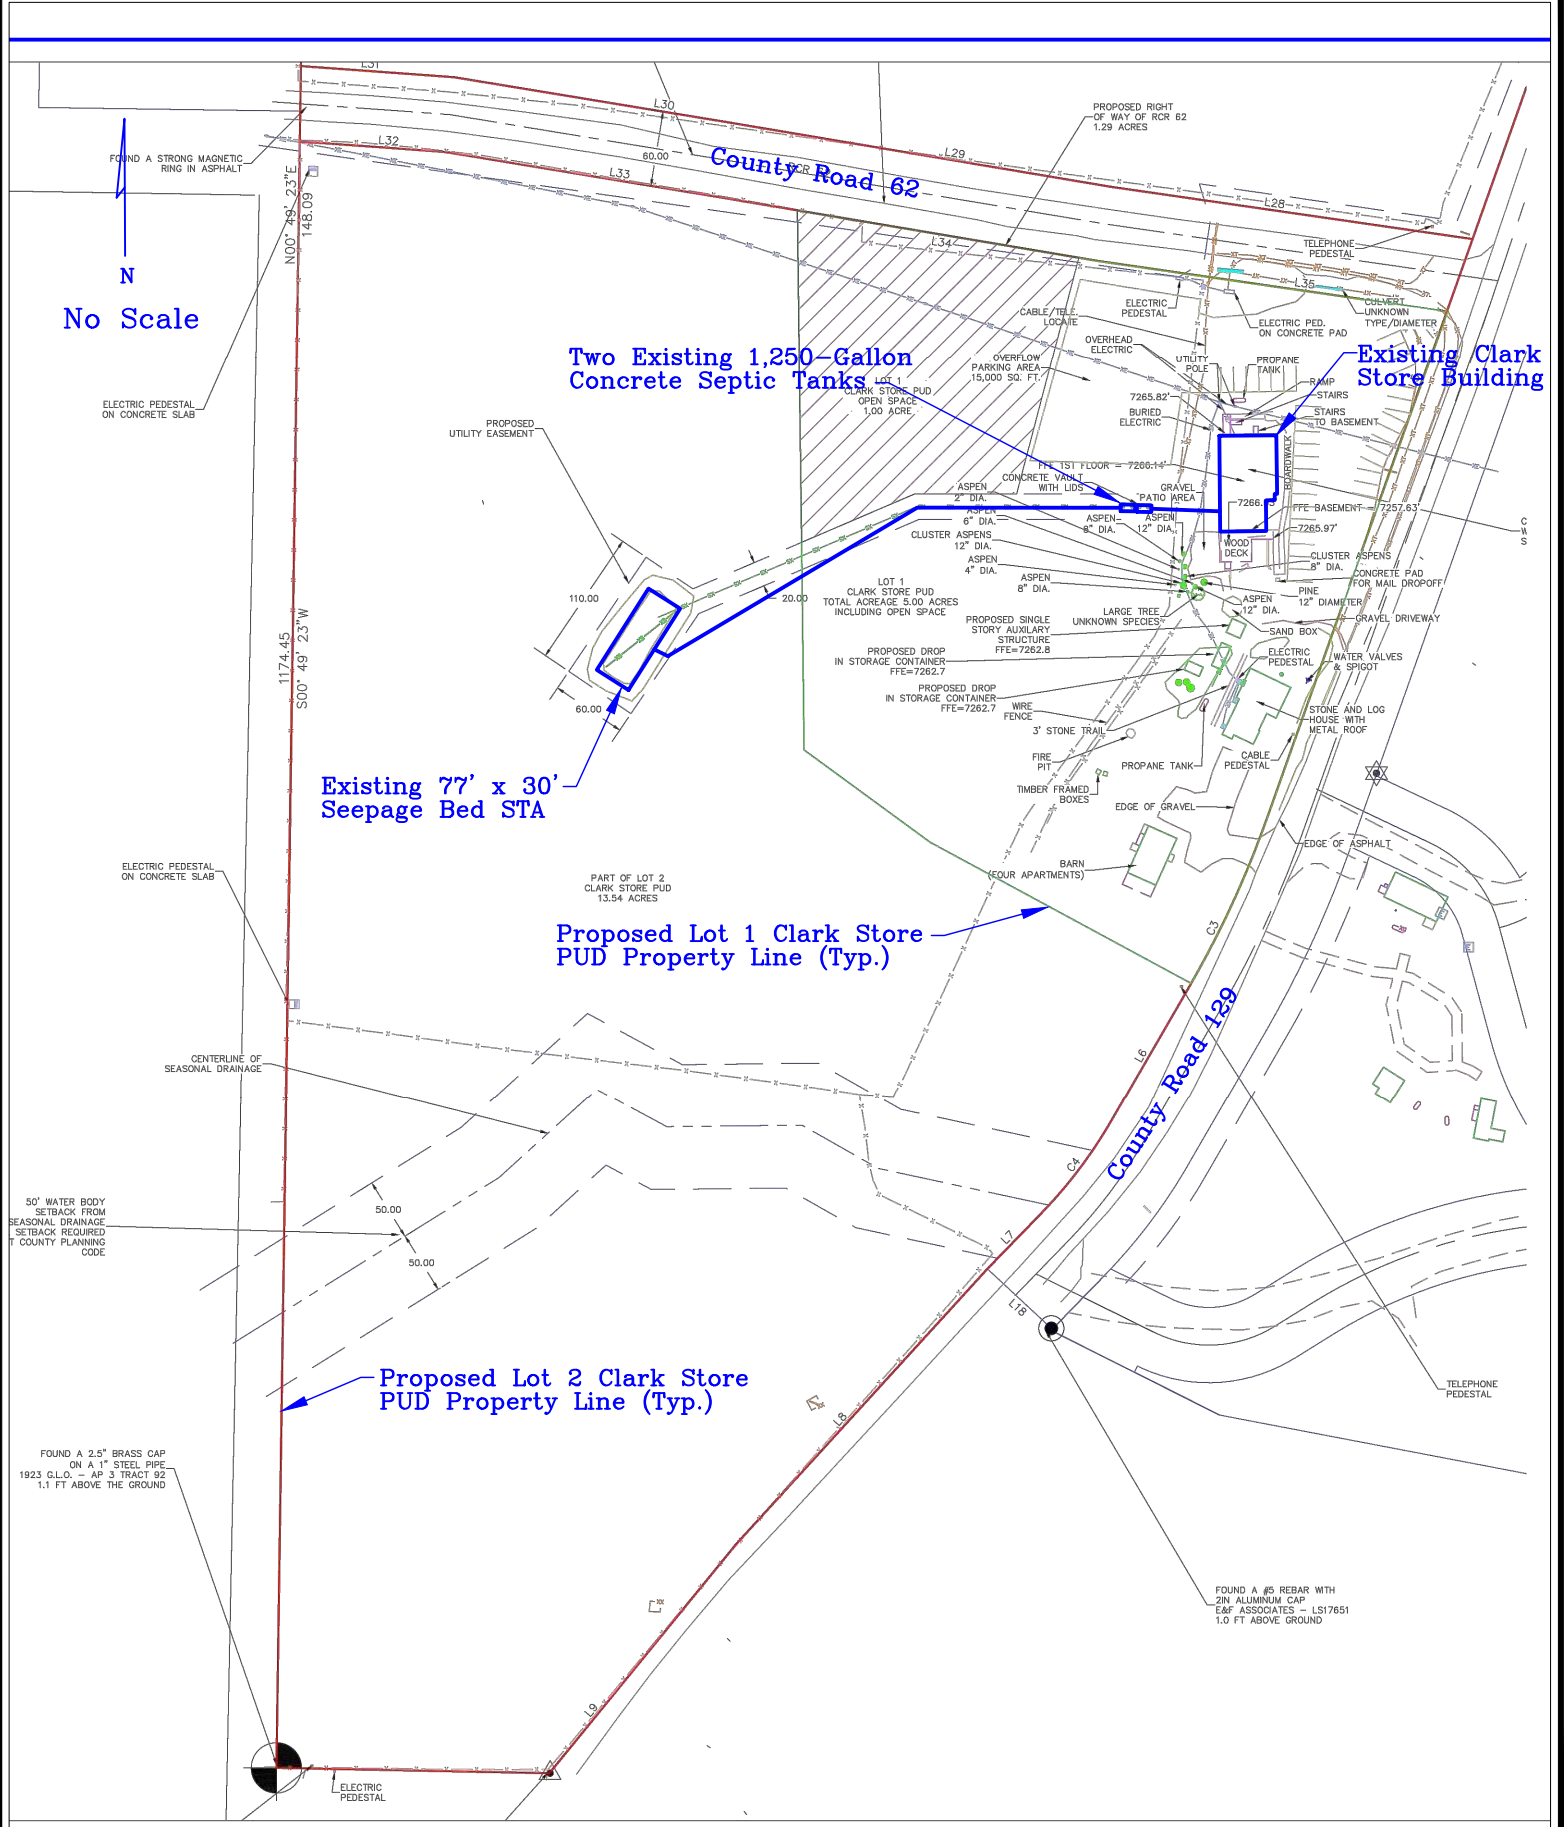 L31
L30
L32
L33
60.00
L29
L28
L34
L35
County Road 62
RCR
PROPOSED RIGHT
OF WAY OF RCR 62
1.29 ACRES
FOUND A STRONG MAGNETIC
RING IN ASPHALT
N00° 49' 23"E
148.09
N
No Scale
TELEPHONE
PEDESTAL
ELECTRIC
PEDESTAL
CULVERT
UNKNOWN
TYPE/DIAMETER
ELECTRIC PED.
ON CONCRETE PAD
CABLE/TELE.
LOCATE
OVERHEAD
ELECTRIC
OVERFLOW
PARKING AREA
15,000 SQ. FT.
UTILITY
POLE
PROPANE
TANK
RAMP
STAIRS
STAIRS
TO BASEMENT
Two Existing 1,250-Gallon
Concrete Septic Tanks
Existing Clark
Store Building
LOT 1
CLARK STORE PUD
OPEN SPACE
1.00 ACRE
7265.82'
BURIED
ELECTRIC
ELECTRIC PEDESTAL
ON CONCRETE SLAB
PROPOSED
UTILITY EASEMENT
BOARDWALK
FFE 1ST FLOOR = 7266.14'
CONCRETE VAULT
WITH LIDS
GRAVEL
PATIO AREA
ASPEN
2" DIA.
ASPEN
6" DIA.
ASPEN
8" DIA.
ASPEN
12" DIA.
FFE BASEMENT = 7257.63'
7265.97'
WOOD
DECK
CLUSTER ASPENS
12" DIA.
ASPEN
4" DIA.
ASPEN
8" DIA.
CLUSTER ASPENS
8" DIA.
CONCRETE PAD
FOR MAIL DROPOFF
PINE
12" DIAMETER
ASPEN
12" DIA.
LOT 1
CLARK STORE PUD
TOTAL ACREAGE 5.00 ACRES
INCLUDING OPEN SPACE
110.00
20.00
60.00
LARGE TREE
UNKNOWN SPECIES
PROPOSED SINGLE
STORY AUXILARY
STRUCTURE
FFE=7262.8
GRAVEL DRIVEWAY
SAND BOX
PROPOSED DROP
IN STORAGE CONTAINER
FFE=7262.7
PROPOSED DROP
IN STORAGE CONTAINER
FFE=7262.7
ELECTRIC
PEDESTAL
WATER VALVES
& SPIGOT
1174.45
S00° 49' 23"W
WIRE
FENCE
3' STONE TRAIL
STONE AND LOG
HOUSE WITH
METAL ROOF
FIRE
PIT
PROPANE TANK
CABLE
PEDESTAL
Existing 77' x 30'
Seepage Bed STA
TIMBER FRAMED
BOXES
EDGE OF GRAVEL
EDGE OF ASPHALT
BARN
(FOUR APARTMENTS)
ELECTRIC PEDESTAL
ON CONCRETE SLAB
PART OF LOT 2
CLARK STORE PUD
13.54 ACRES
Proposed Lot 1 Clark Store
PUD Property Line (Typ.)
C3
County Road 129
L6
C4
L7
L18
CENTERLINE OF
SEASONAL DRAINAGE
50' WATER BODY
SETBACK FROM
SEASONAL DRAINAGE
SETBACK REQUIRED
T COUNTY PLANNING
CODE
50.00
50.00
Proposed Lot 2 Clark Store
PUD Property Line (Typ.)
TELEPHONE
PEDESTAL
L8
FOUND A 2.5" BRASS CAP
ON A 1" STEEL PIPE
1923 G.L.O. - AP 3 TRACT 92
1.1 FT ABOVE THE GROUND
FOUND A #5 REBAR WITH
2IN ALUMINUM CAP
E&F ASSOCIATES - LS17651
1.0 FT ABOVE GROUND
L9
ELECTRIC
PEDESTAL